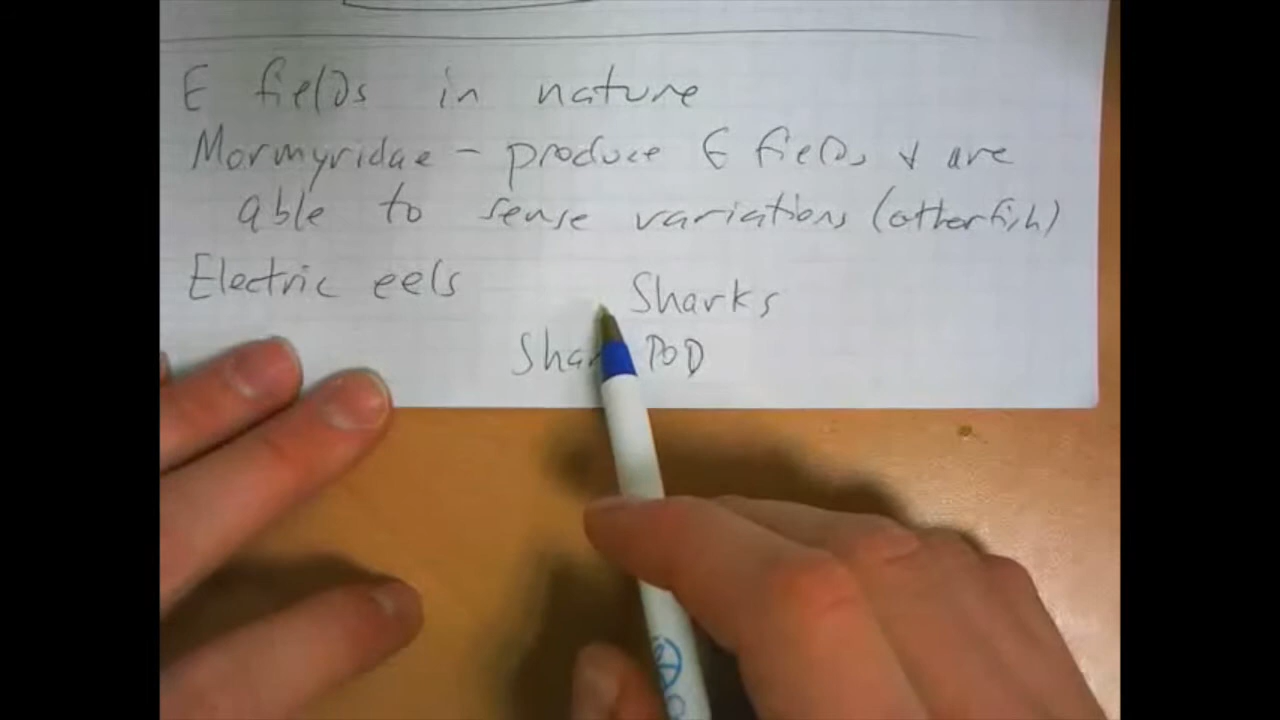 E fields in nature
Mormyridae - produce E fields & are
able to sense variations (other fish)
Electric eels
Sharks
POD